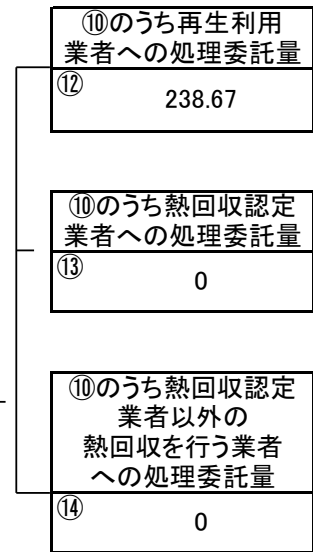 ⑩のうち再生利用
業者への処理委託量
⑫
238.67
⑩のうち熱回収認定
業者への処理委託量
⑬
0
⑩のうち熱回収認定
業者以外の
熱回収を行う業者
への処理委託量
⑭
0